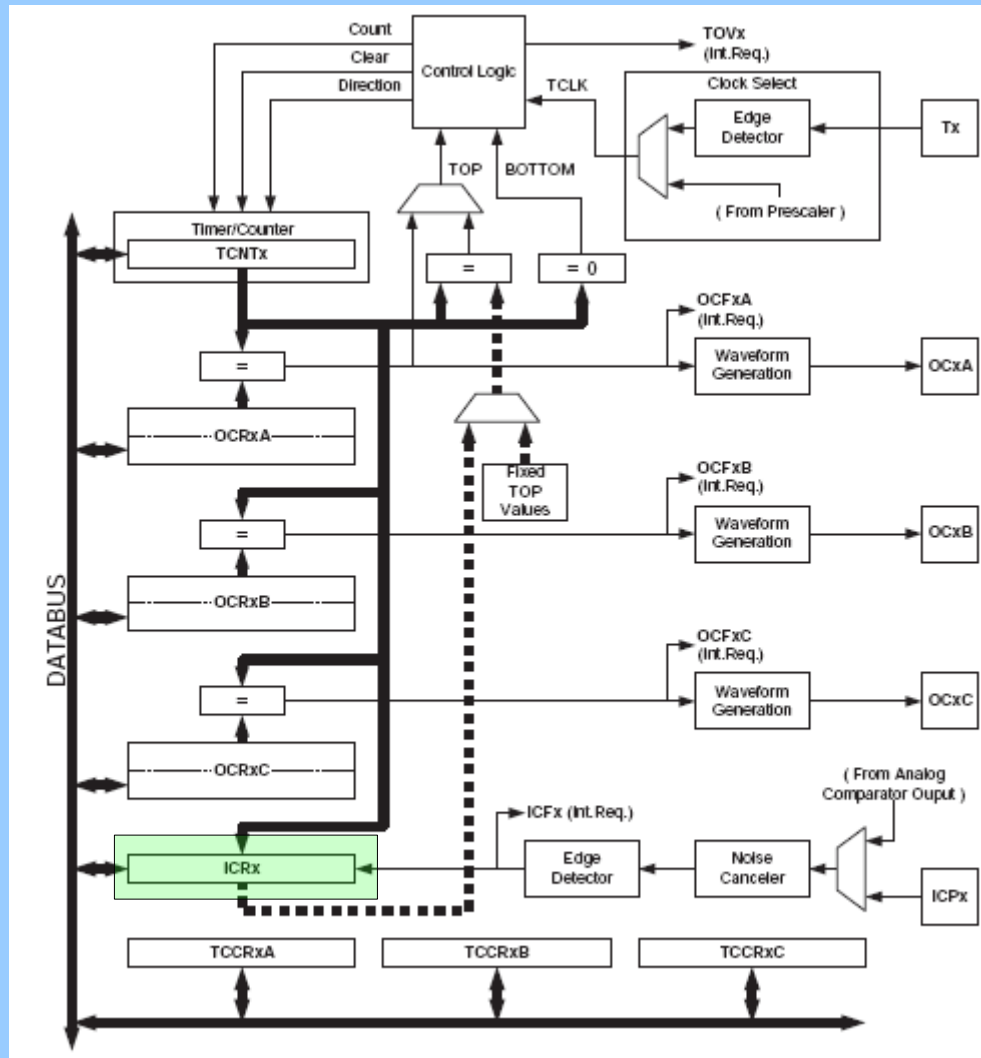 Count
Clear
Direction
Control Logic
TOVx
(Int.Req.)
TCLK
Clock Select
Edge
Detector
Tx
( From Prescaler )
TOP
BOTTOM
Timer/Counter
TCNTx
=
= 0
OCFxA
(Int.Req.)
=
Waveform
Generation
OCxA
OCRxA
Fixed
TOP
Values
OCFxB
(Int.Req.)
=
Waveform
Generation
OCxB
OCRxB
DATABUS
OCFxC
(Int.Req.)
=
Waveform
Generation
OCxC
OCRxC
( From Analog
Comparator Ouput )
ICFx (Int.Req.)
ICRx
Edge
Detector
Noise
Canceler
ICPx
TCCRxA
TCCRxB
TCCRxC